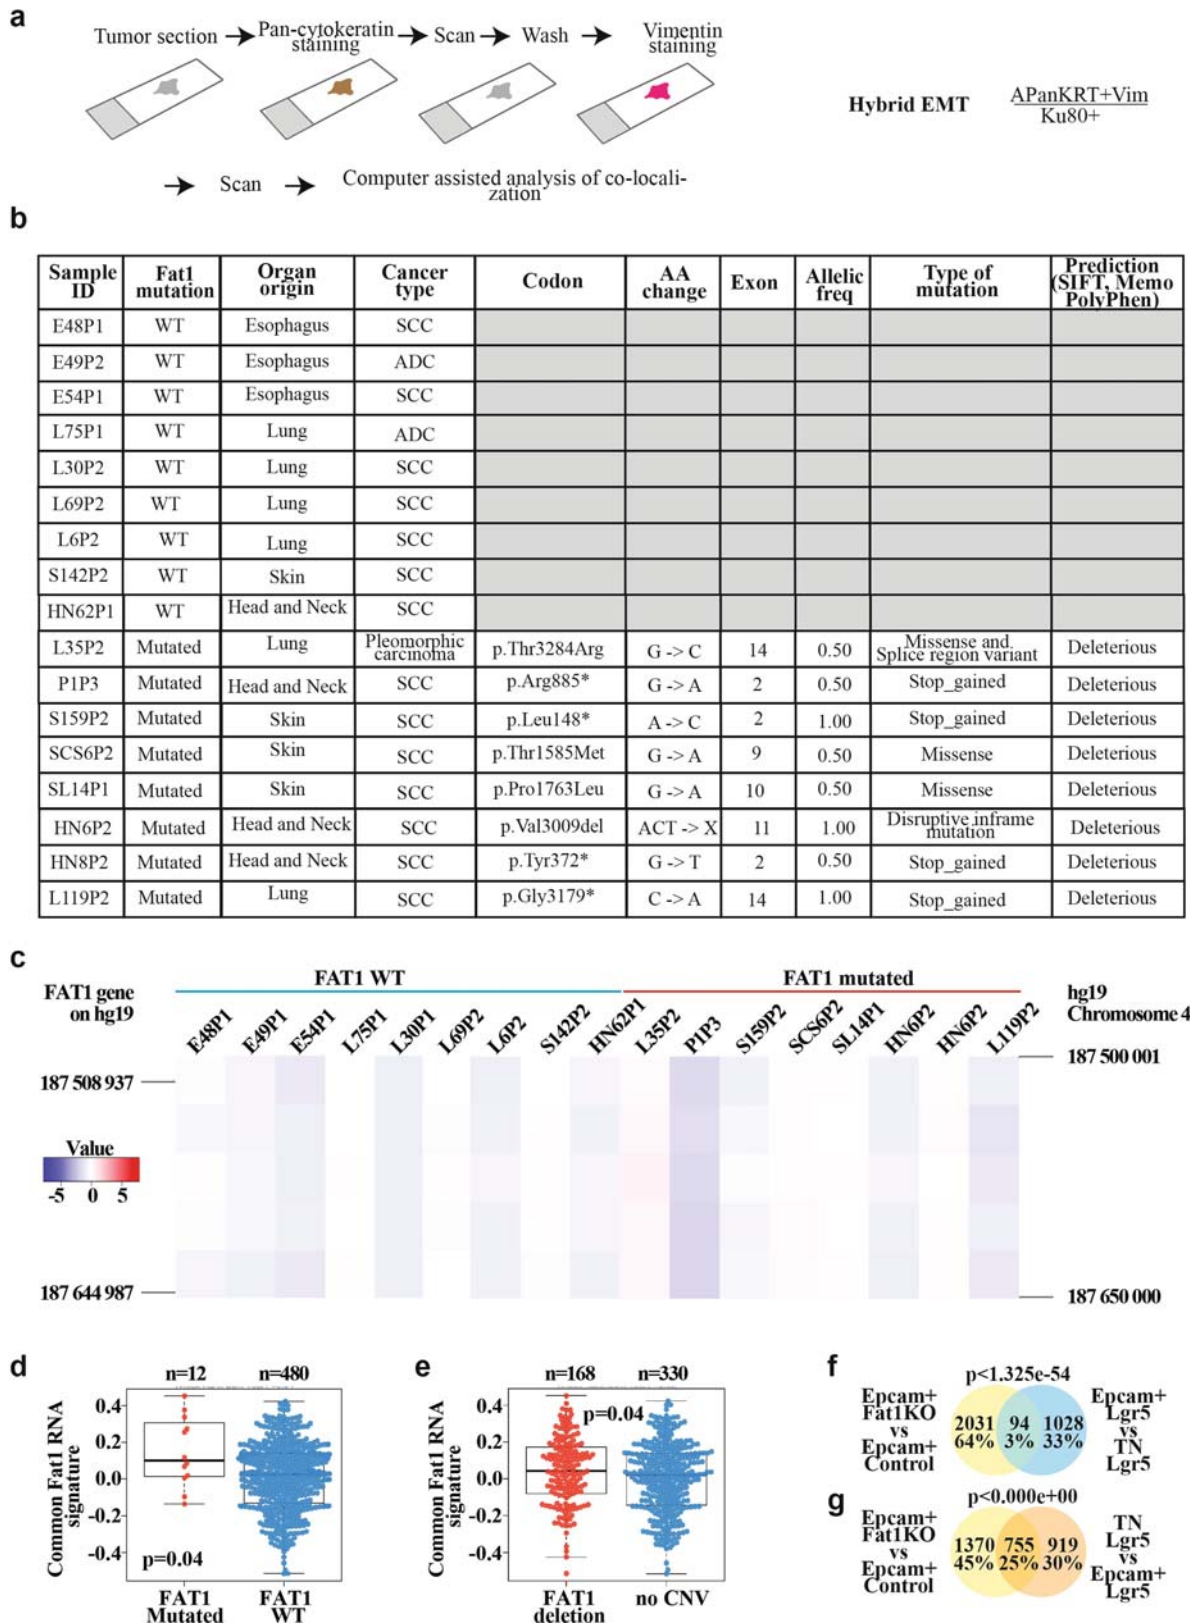 a
Tumor section
Pan-cytokeratin
staining
Scan
Wash
Vimentin
staining
Hybrid EMT
APanKRT+Vim
Ku80+
Scan
Computer assisted analysis of co-locali-
zation
b
Sample ID Fat1 mutation Organ origin Cancer type Codon AA change Exon Allelic freq Type of mutation Prediction (SIFT, Memo PolyPhen)
E48P1 WT Esophagus SCC
E49P2 WT Esophagus ADC
E54P1 WT Esophagus SCC
L75P1 WT Lung ADC
L30P2 WT Lung SCC
L69P2 WT Lung SCC
L6P2 WT Lung SCC
S142P2 WT Skin SCC
HN62P1 WT Head and Neck SCC
L35P2 Mutated Lung Pleomorphic carcinoma p.Thr3284Arg G -> C 14 0.50 Missense and Splice region variant Deleterious
P1P3 Mutated Head and Neck SCC p.Arg885* G -> A 2 0.50 Stop_gained Deleterious
S159P2 Mutated Skin SCC p.Leu148* A -> C 2 1.00 Stop_gained Deleterious
SCS6P2 Mutated Skin SCC p.Thr1585Met G -> A 9 0.50 Missense Deleterious
SL14P1 Mutated Skin SCC p.Pro1763Leu G -> A 10 0.50 Missense Deleterious
HN6P2 Mutated Head and Neck SCC p.Val3009del ACT -> X 11 1.00 Disruptive inframe mutation Deleterious
HN8P2 Mutated Head and Neck SCC p.Tyr372* G -> T 2 0.50 Stop_gained Deleterious
L119P2 Mutated Lung SCC p.Gly3179* C -> A 14 1.00 Stop_gained Deleterious
c
FAT1 gene
on hg19
FAT1 WT
FAT1 mutated
hg19
Chromosome 4
E48P1 E49P1 E54P1 L75P1 L30P1 L69P2 L6P2 S142P2 HN62P1 L35P2 P1P3 S159P2 SCS6P2 SL14P1 HN6P2 HN6P2 L119P2
187 508 937
187 500 001
Value
-5 0 5
187 644 987
187 650 000
d
n=12 n=480
Common Fat1 RNA
signature
0.4
0.2
0.0
-0.2
-0.4
p=0.04
FAT1
Mutated
FAT1
WT
e
n=168 n=330
Common Fat1 RNA
signature
0.4
0.2
0.0
-0.2
-0.4
p=0.04
FAT1
deletion
no CNV
f
p<1.325e-54
Epcam+
Fat1KO
vs
Epcam+
Control
2031 94 1028
64% 3% 33%
Epcam+
Lgr5
vs
TN
Lgr5
g
p<0.000e+00
Epcam+
Fat1KO
vs
Epcam+
Control
1370 755 919
45% 25% 30%
TN
Lgr5
vs
Epcam+
Lgr5